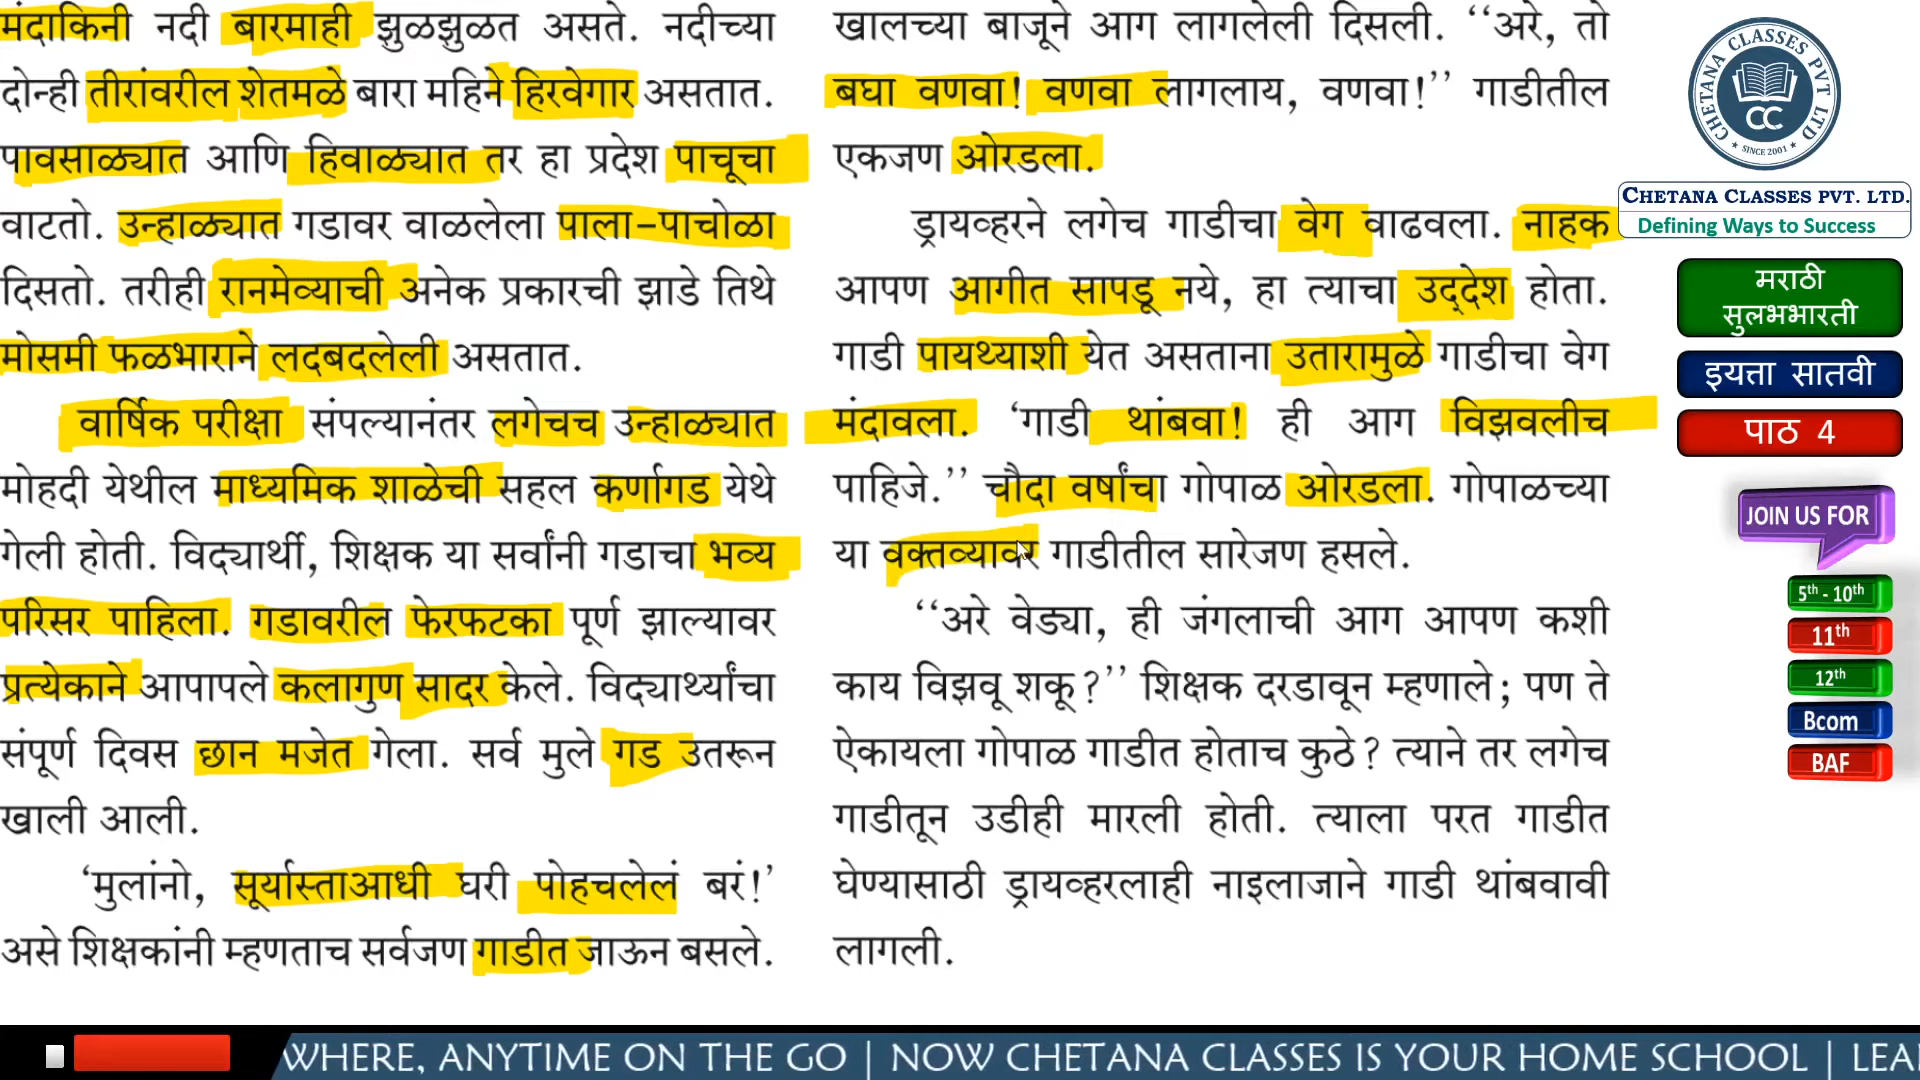 मंदाकिनी नदी बारमाही झुळझुळत असते. नदीच्या
दोन्ही तीरांवरील शेतमळे बारा महिने हिरवेगार असतात.
पावसाळ्यात आणि हिवाळ्यात तर हा प्रदेश पाचूचा
वाटतो. उन्हाळ्यात गडावर वाळलेला पाला-पाचोळा
दिसतो. तरीही रानमेव्याची अनेक प्रकारची झाडे तिथे
मोसमी फळभाराने लदबदलेली असतात.
वार्षिक परीक्षा संपल्यानंतर लगेचच उन्हाळ्यात
मोहदी येथील माध्यमिक शाळेची सहल कर्णागड येथे
गेली होती. विद्यार्थी, शिक्षक या सर्वांनी गडाचा भव्य
परिसर पाहिला. गडावरील फेरफटका पूर्ण झाल्यावर
प्रत्येकाने आपापले कलागुण सादर केले. विद्यार्थ्यांचा
संपूर्ण दिवस छान मजेत गेला. सर्व मुले गड उतरून
खाली आली.
‘मुलांनो, सूर्यास्ताआधी घरी पोहचलेलं बरं!’
असे शिक्षकांनी म्हणताच सर्वजण गाडीत जाऊन बसले.
खालच्या बाजूने आग लागलेली दिसली. ‘‘अरे, तो
बघा वणवा! वणवा लागलाय, वणवा!’’ गाडीतील
एकजण ओरडला.
ड्रायव्हरने लगेच गाडीचा वेग वाढवला. नाहक
आपण आगीत सापडू नये, हा त्याचा उद्देश होता.
गाडी पायथ्याशी येत असताना उतारामुळे गाडीचा वेग
मंदावला. ‘गाडी थांबवा! ही आग विझवलीच
पाहिजे.’’ चौदा वर्षांचा गोपाळ ओरडला. गोपाळच्या
या वक्तव्यावर गाडीतील सारेजण हसले.
‘‘अरे वेड्या, ही जंगलाची आग आपण कशी
काय विझवू शकू?’’ शिक्षक दरडावून म्हणाले; पण ते
ऐकायला गोपाळ गाडीत होताच कुठे? त्याने तर लगेच
गाडीतून उडीही मारली होती. त्याला परत गाडीत
घेण्यासाठी ड्रायव्हरलाही नाइलाजाने गाडी थांबवावी
लागली.
CHETANA CLASSES PVT LTD
CC
★ SINCE 2001 ★
CHETANA CLASSES PVT. LTD.
Defining Ways to Success
मराठी
सुलभभारती
इयत्ता सातवी
पाठ 4
JOIN US FOR
5th - 10th
11th
12th
Bcom
BAF
WHERE, ANYTIME ON THE GO | NOW CHETANA CLASSES IS YOUR HOME SCHOOL | LEA